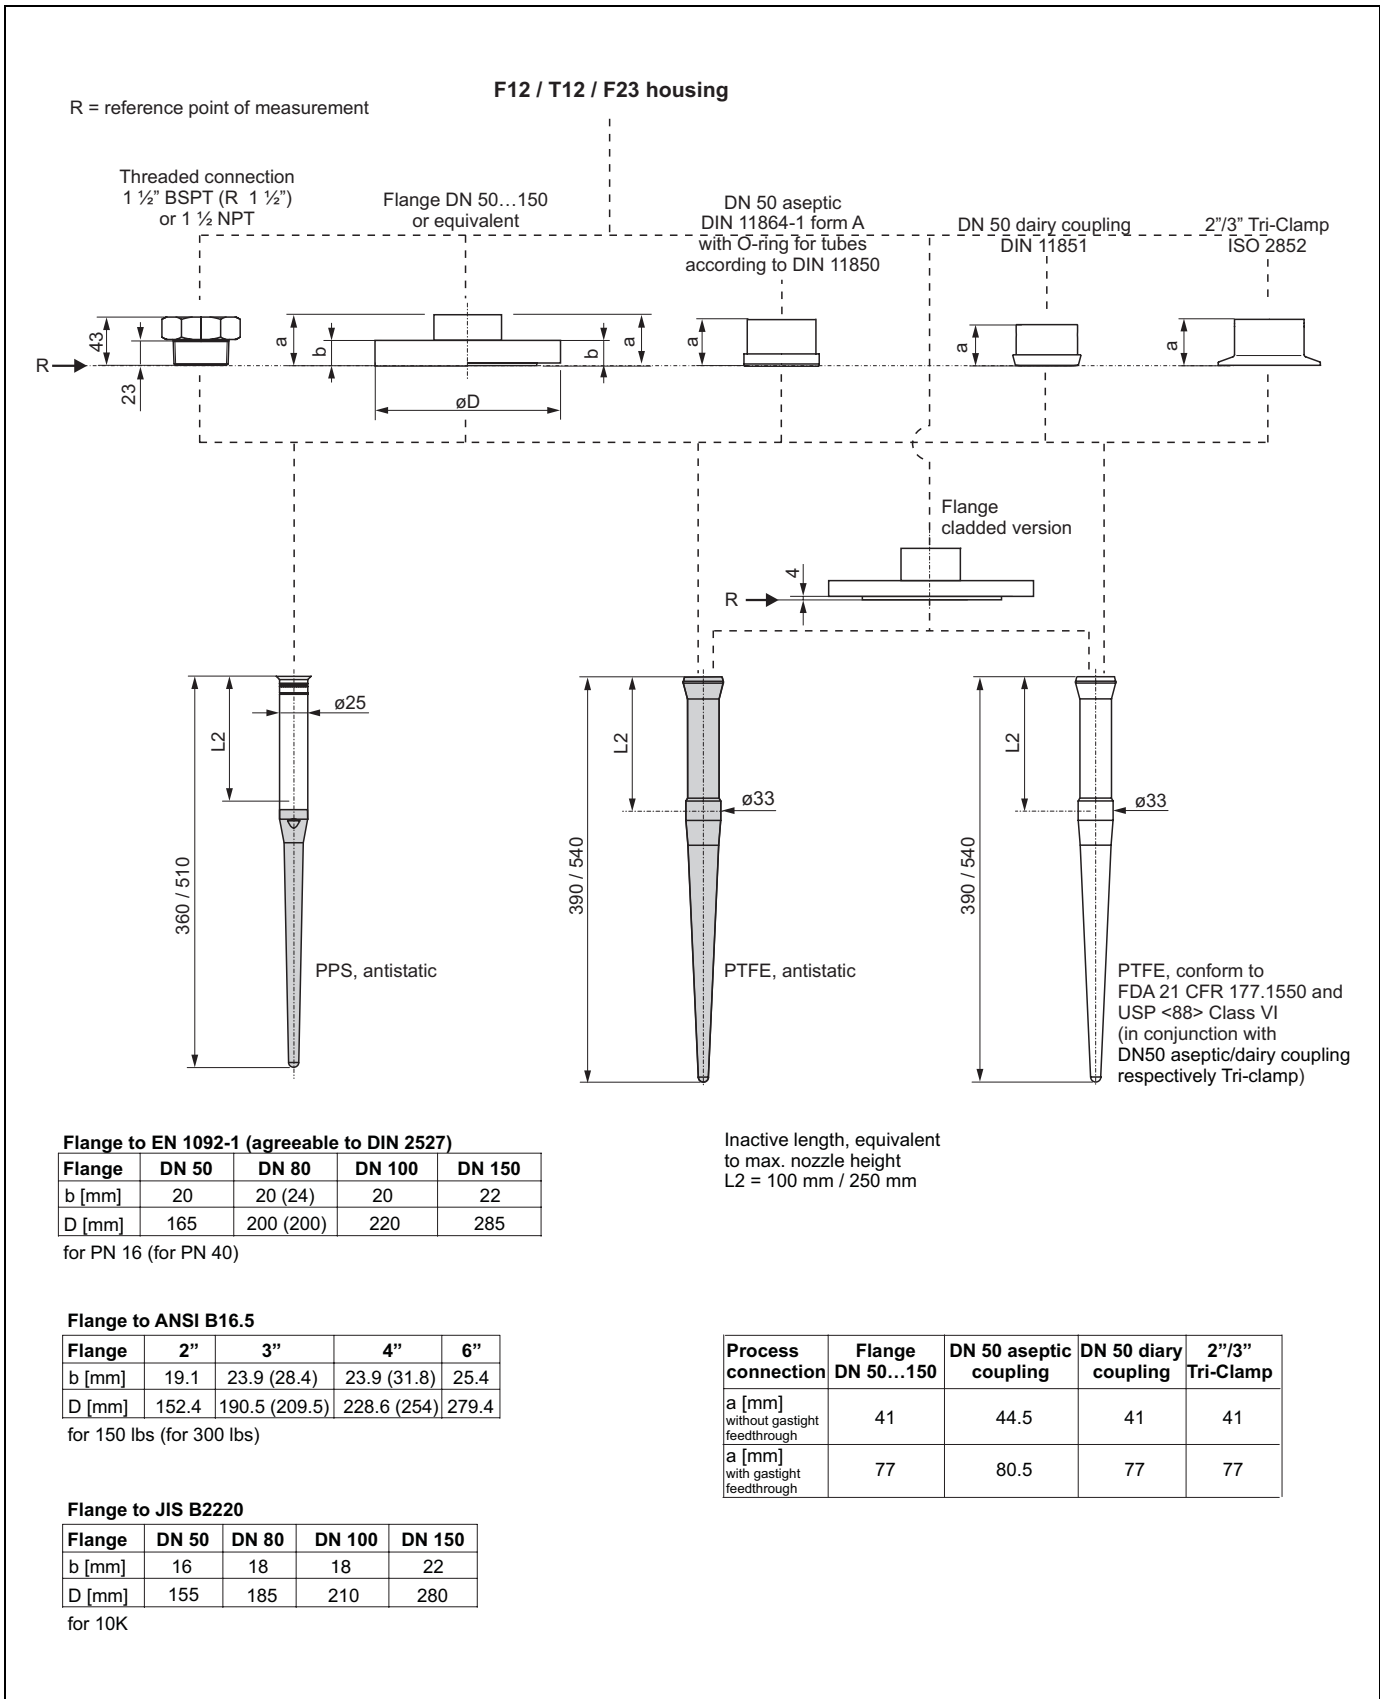 F12 / T12 / F23 housing
R = reference point of measurement
Threaded connection
1 ½” BSPT (R 1 ½”)
or 1 ½ NPT
Flange DN 50…150
or equivalent
DN 50 aseptic
DIN 11864-1 form A
with O-ring for tubes
according to DIN 11850
DN 50 dairy coupling
DIN 11851
2”/3” Tri-Clamp
ISO 2852
43
23
R
a
b
b
a
øD
a
a
a
Flange
cladded version
4
R
360 / 510
L2
ø25
PPS, antistatic
390 / 540
L2
ø33
PTFE, antistatic
390 / 540
L2
ø33
PTFE, conform to
FDA 21 CFR 177.1550 and
USP <88> Class VI
(in conjunction with
DN50 aseptic/dairy coupling
respectively Tri-clamp)
Inactive length, equivalent
to max. nozzle height
L2 = 100 mm / 250 mm
Flange to EN 1092-1 (agreeable to DIN 2527)
Flange DN 50 DN 80 DN 100 DN 150
b [mm] 20 20 (24) 20 22
D [mm] 165 200 (200) 220 285
for PN 16 (for PN 40)
Flange to ANSI B16.5
Flange 2” 3” 4” 6”
b [mm] 19.1 23.9 (28.4) 23.9 (31.8) 25.4
D [mm] 152.4 190.5 (209.5) 228.6 (254) 279.4
for 150 lbs (for 300 lbs)
Flange to JIS B2220
Flange DN 50 DN 80 DN 100 DN 150
b [mm] 16 18 18 22
D [mm] 155 185 210 280
for 10K
Process Flange DN 50 aseptic DN 50 diary 2”/3”
connection DN 50…150 coupling coupling Tri-Clamp
a [mm]
without gastight 41 44.5 41 41
feedthrough
a [mm]
with gastight 77 80.5 77 77
feedthrough